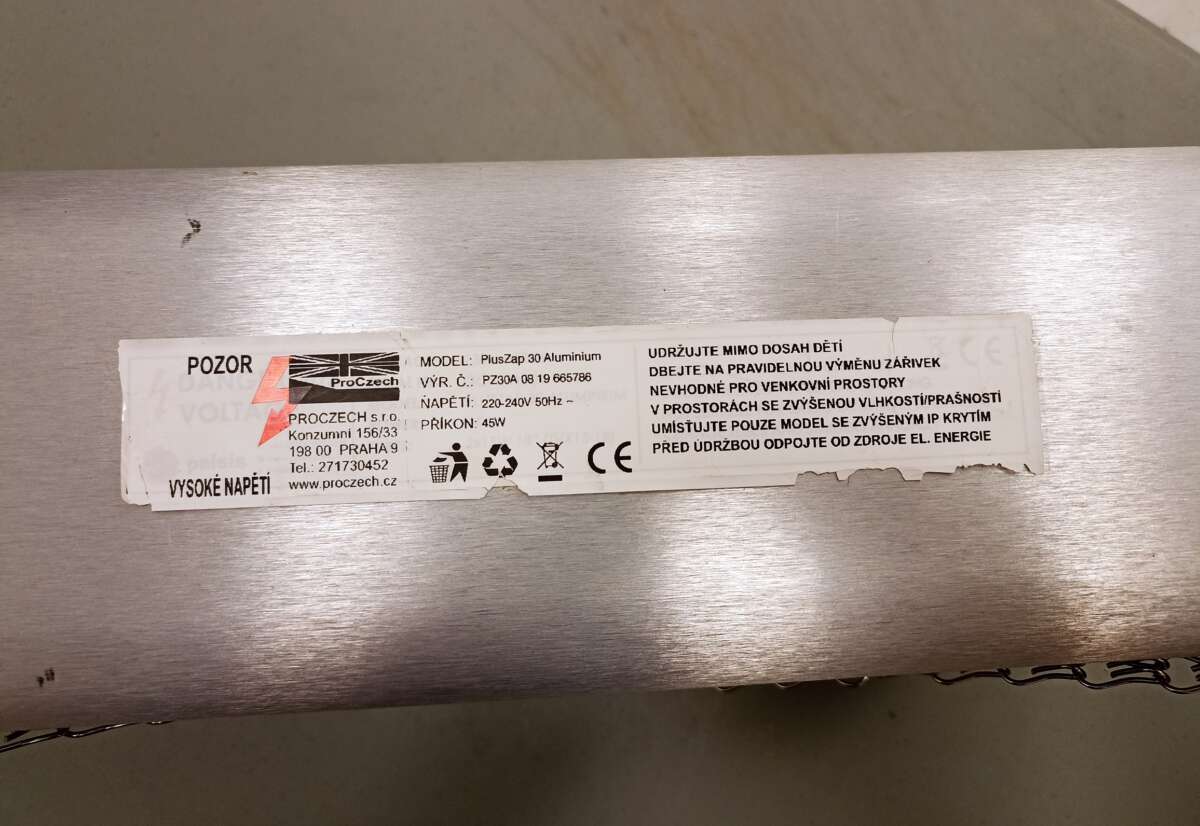 POZOR
VYSOKÉ NAPĚTÍ
ProCzech
PROCZECH s.r.o.
Konzumní 156/33
198 00 PRAHA 9
Tel.: 271730452
www.proczech.cz
MODEL: PlusZap 30 Aluminium
VÝR. Č.: PZ30A 08 19 665786
NAPĚTÍ: 220-240V 50Hz ~
PŘÍKON: 45W
CE
UDRŽUJTE MIMO DOSAH DĚTÍ
DBEJTE NA PRAVIDELNOU VÝMĚNU ZÁŘIVEK
NEVHODNÉ PRO VENKOVNÍ PROSTORY
V PROSTORÁCH SE ZVÝŠENOU VLHKOSTÍ/PRAŠNOSTÍ
UMÍSŤUJTE POUZE MODEL SE ZVÝŠENÝM IP KRYTÍM
PŘED ÚDRŽBOU ODPOJTE OD ZDROJE EL. ENERGIE